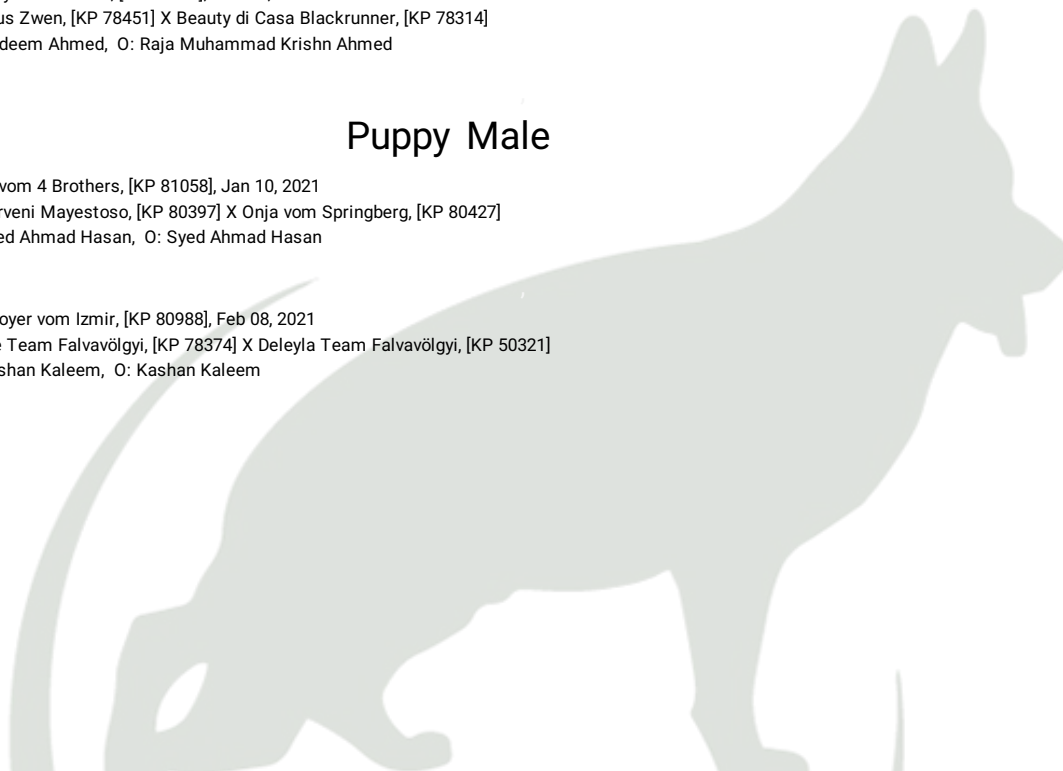 us Zwen, [KP 78451] X Beauty di Casa Blackrunner, [KP 78314]
deem Ahmed, O: Raja Muhammad Krishn Ahmed
Puppy Male
vom 4 Brothers, [KP 81058], Jan 10, 2021
rveni Mayestoso, [KP 80397] X Onja vom Springberg, [KP 80427]
ed Ahmad Hasan, O: Syed Ahmad Hasan
oyer vom Izmir, [KP 80988], Feb 08, 2021
e Team Falvavölgyi, [KP 78374] X Deleyla Team Falvavölgyi, [KP 50321]
shan Kaleem, O: Kashan Kaleem